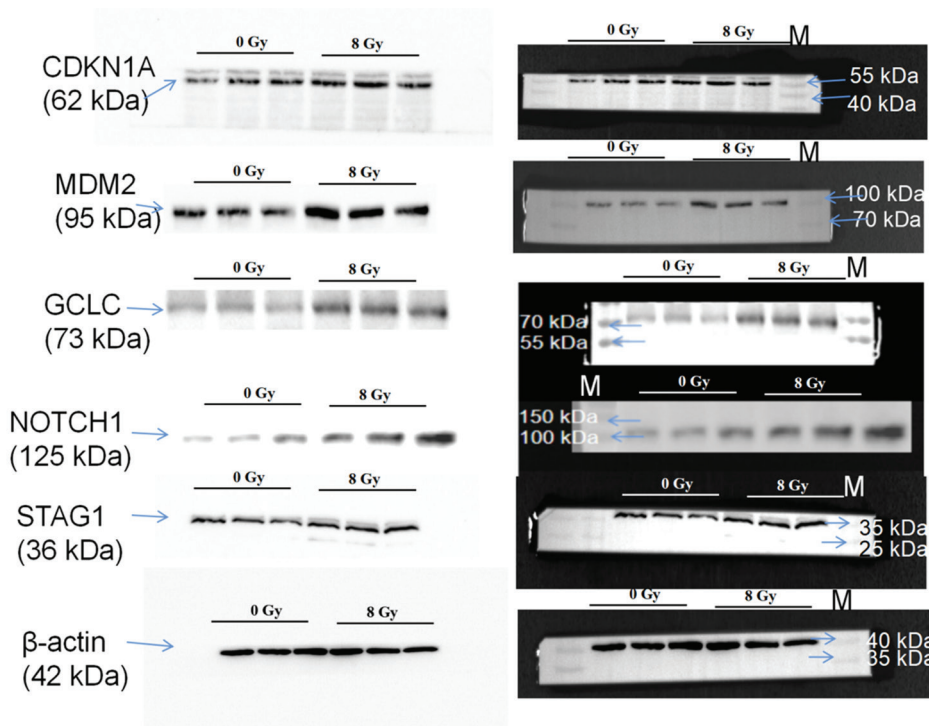 0 Gy 8 Gy
CDKN1A
(62 kDa)
0 Gy 8 Gy M
55 kDa
40 kDa
0 Gy 8 Gy
MDM2
(95 kDa)
0 Gy 8 Gy M
100 kDa
70 kDa
0 Gy 8 Gy
GCLC
(73 kDa)
0 Gy 8 Gy M
70 kDa
55 kDa
0 Gy 8 Gy
NOTCH1
(125 kDa)
M 0 Gy 8 Gy
150 kDa
100 kDa
0 Gy 8 Gy
STAG1
(36 kDa)
0 Gy 8 Gy M
35 kDa
25 kDa
0 Gy 8 Gy
β-actin
(42 kDa)
0 Gy 8 Gy M
40 kDa
35 kDa